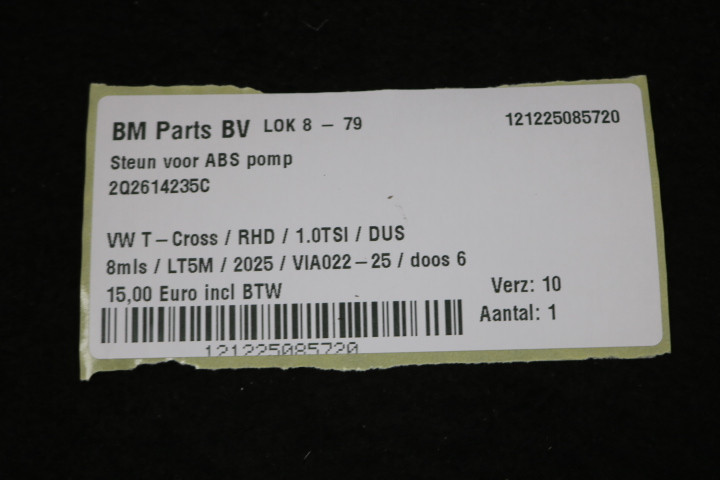 BM Parts BV LOK 8 - 79 121225085720
Steun voor ABS pomp
2Q2614235C
VW T-Cross / RHD / 1.0TSI / DUS
8mls / LT5M / 2025 / VIA022-25 / doos 6
15,00 Euro incl BTW Verz: 10
Aantal: 1
121225085720